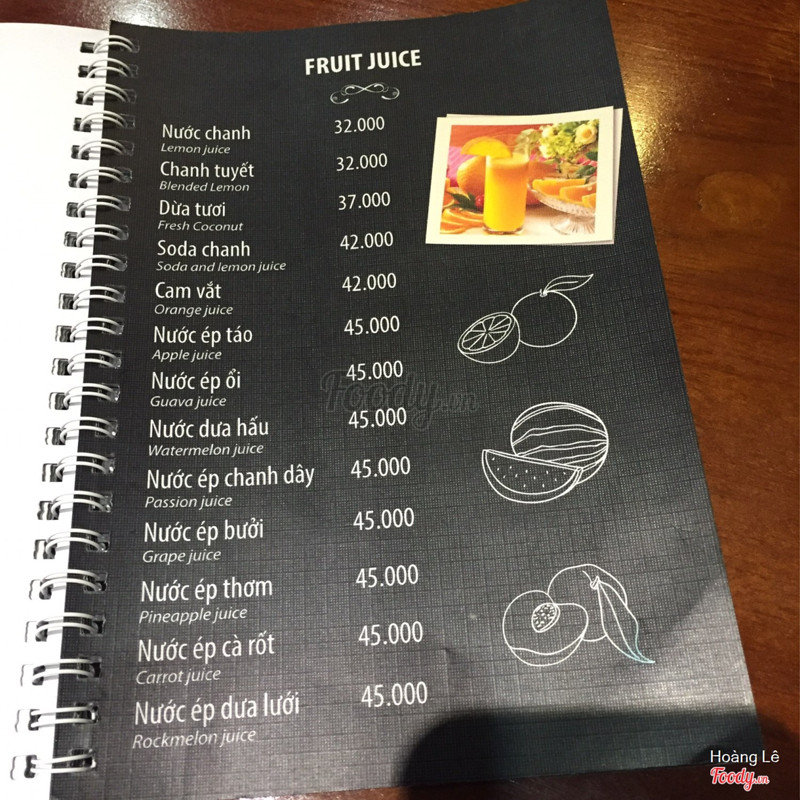 FRUIT JUICE
Nước chanh 32.000
Lemon juice
Chanh tuyết 32.000
Blended Lemon
Dừa tươi 37.000
Fresh Coconut
Soda chanh 42.000
Soda and lemon juice
Cam vắt 42.000
Orange juice
Nước ép táo 45.000
Apple juice
Nước ép ổi 45.000
Guava juice
Nước dưa hấu 45.000
Watermelon juice
Nước ép chanh dây 45.000
Passion juice
Nước ép bưởi 45.000
Grape juice
Nước ép thơm 45.000
Pineapple juice
Nước ép cà rốt 45.000
Carrot juice
Nước ép dưa lưới 45.000
Rockmelon juice
Foody.vn
Hoàng Lê
Foody.vn